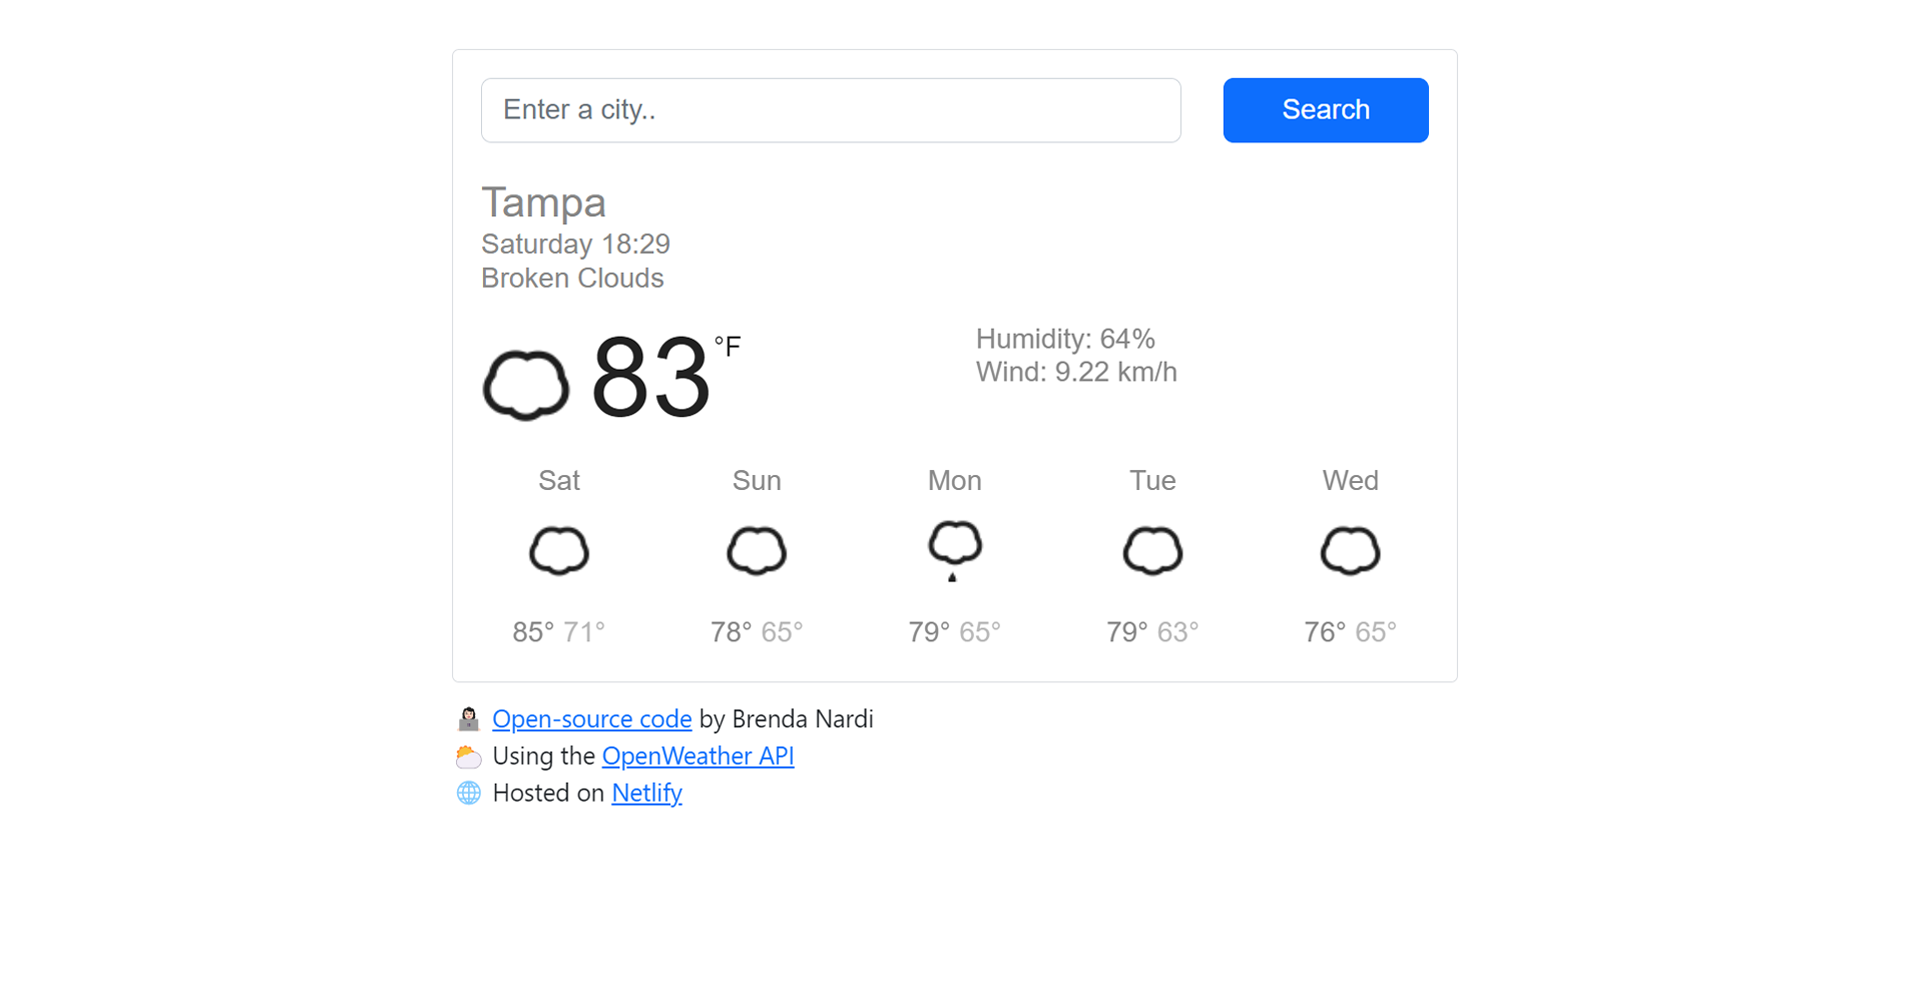 Enter a city..
Search
Tampa
Saturday 18:29
Broken Clouds
83 °F
Humidity: 64%
Wind: 9.22 km/h
Sat Sun Mon Tue Wed
85° 71° 78° 65° 79° 65° 79° 63° 76° 65°
Open-source code by Brenda Nardi
Using the OpenWeather API
Hosted on Netlify